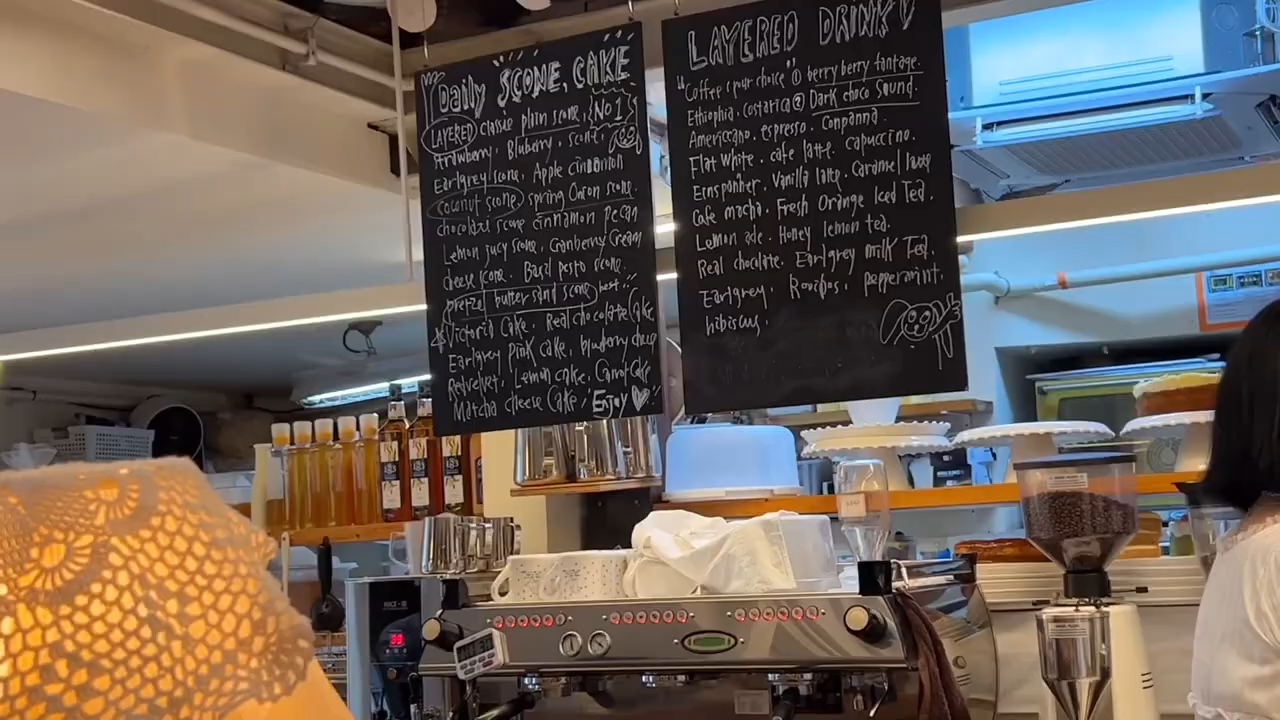 Daily SCONE, CAKE
LAYERED classic plain scone, {No 1}
strawberry, Bluberry, scone
Earlgrey scone, Apple cinnamon
coconut scone, spring Onion scone.
chocolate scone cinnamon pecan
Lemon jucy scone, Cranberry Cream
cheese scone. Basil pesto scone.
pretzel butter sand scone best"
Victoria Cake. Real chocolate Cake
Earlgrey pink cake, blueberry cheese
Redvelvet, Lemon cake, Carrot Cake
Matcha cheese Cake, Enjoy ♡
LAYERED DRINKS
"Coffee (your choice") ① berry berry fantage.
Ethiophia. costarica ② Dark choco Sound.
Americano. espresso. Conpanna.
Flat white. cafe latte. capuccino.
Einspanner. Vanilla latte. Caramel latte
Cafe mocha. Fresh Orange Iced Tea.
Lemon ade. Honey lemon tea.
Real chocolate. Earlgrey milk Tea.
Earlgrey. Rooibos. peppermint.
hibiscus.